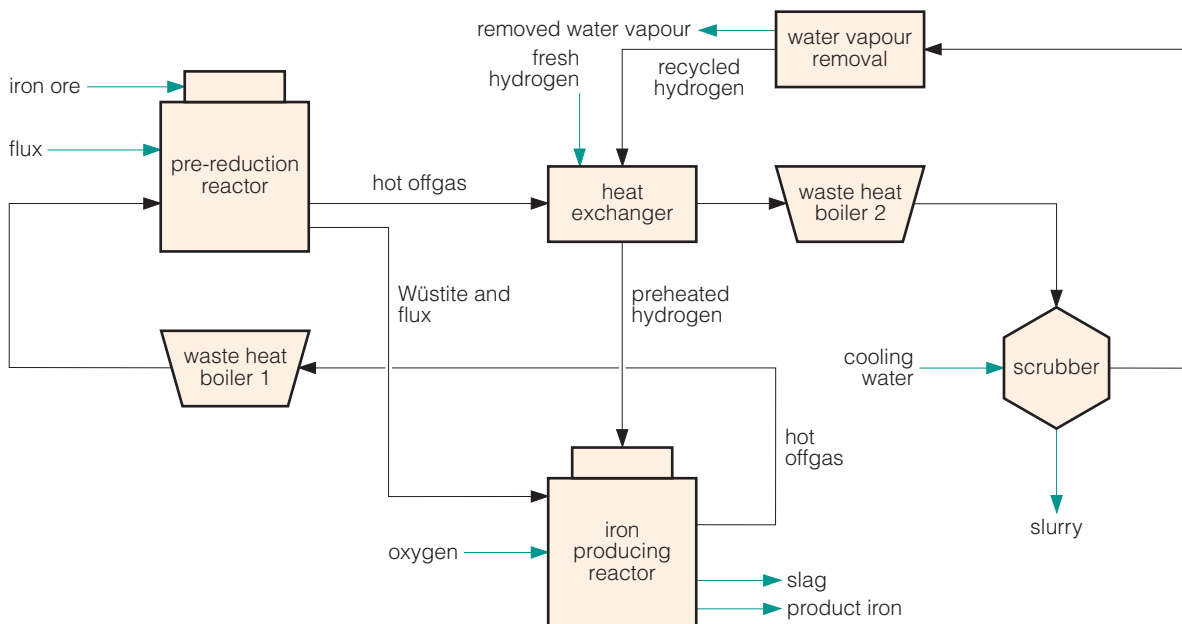 removed water vapour
water vapour
removal
fresh
hydrogen
recycled
hydrogen
iron ore
flux
pre-reduction
reactor
hot offgas
heat
exchanger
waste heat
boiler 2
Wüstite and
flux
preheated
hydrogen
waste heat
boiler 1
cooling
water
scrubber
hot
offgas
slurry
oxygen
iron
producing
reactor
slag
product iron